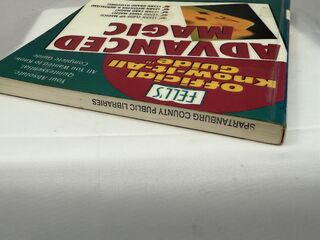 FELL'S
Official
Know-It-All
Guide™
ADVANCED
MAGIC
Your Absolute,
Quintessential,
All You Wanted to Know,
Complete Guide
SPARTANBURG COUNTY PUBLIC LIBRARIES